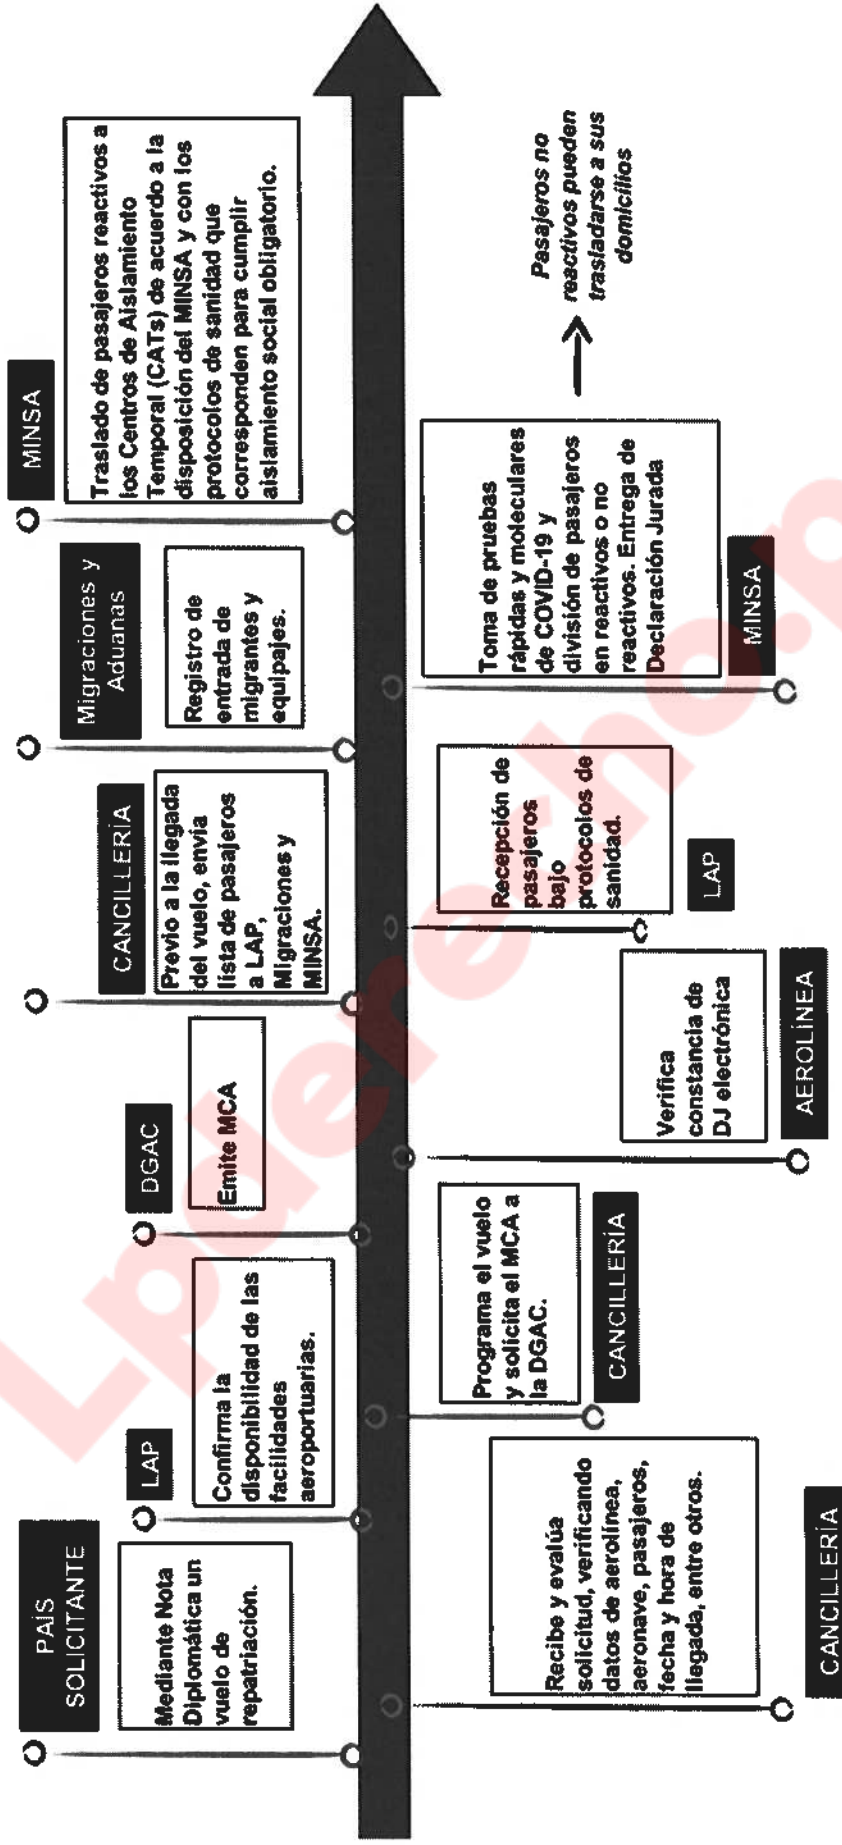 PAÍS
SOLICITANTE
Mediante Nota
Diplomática un
vuelo de
repatriación.
CANCILLERÍA
Recibe y evalúa
solicitud, verificando
datos de aerolínea,
aeronave, pasajeros,
fecha y hora de
llegada, entre otros.
LAP
Confirma la
disponibilidad de las
facilidades
aeroportuarias.
CANCILLERÍA
Programa el vuelo
y solicita el MCA a
la DGAC.
DGAC
Emite MCA
AEROLÍNEA
Verifica
constancia de
DJ electrónica
CANCILLERÍA
Previo a la llegada
del vuelo, envia
lista de pasajeros
a LAP,
Migraciones y
MINSA.
LAP
Recepción de
pasajeros
bajo
protocolos de
sanidad.
Migraciones y
Aduanas
Registro de
entrada de
migrantes y
equipajes.
MINSA
Toma de pruebas
rápidas y moleculares
de COVID-19 y
división de pasajeros
en reactivos o no
reactivos. Entrega de
Declaración Jurada
Pasajeros no
reactivos pueden
trasladarse a sus
domicilios
MINSA
Traslado de pasajeros reactivos a
los Centros de Aislamiento
Temporal (CATs) de acuerdo a la
disposición del MINSA y con los
protocolos de sanidad que
corresponden para cumplir
aislamiento social obligatorio.
Lpderecho.p